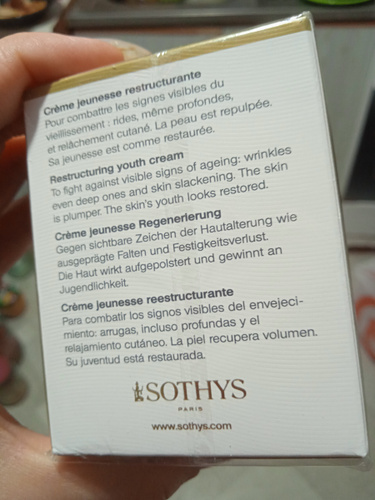 Crème jeunesse restructurante
Pour combattre les signes visibles du
vieillissement : rides, même profondes,
et relâchement cutané. La peau est repulpée.
Sa jeunesse est comme restaurée.
Restructuring youth cream
To fight against visible signs of ageing: wrinkles
even deep ones and skin slackening. The skin
is plumper. The skin's youth looks restored.
Crème jeunesse Regenerierung
Gegen sichtbare Zeichen der Hautalterung wie
ausgeprägte Falten und Festigkeitsverlust.
Die Haut wirkt aufgepolstert und gewinnt an
Jugendlichkeit.
Crème jeunesse reestructurante
Para combatir los signos visibles del envejeci-
miento: arrugas, incluso profundas y el
relajamiento cutáneo. La piel recupera volumen.
Su juventud está restaurada.
SOTHYS
PARIS
www.sothys.com